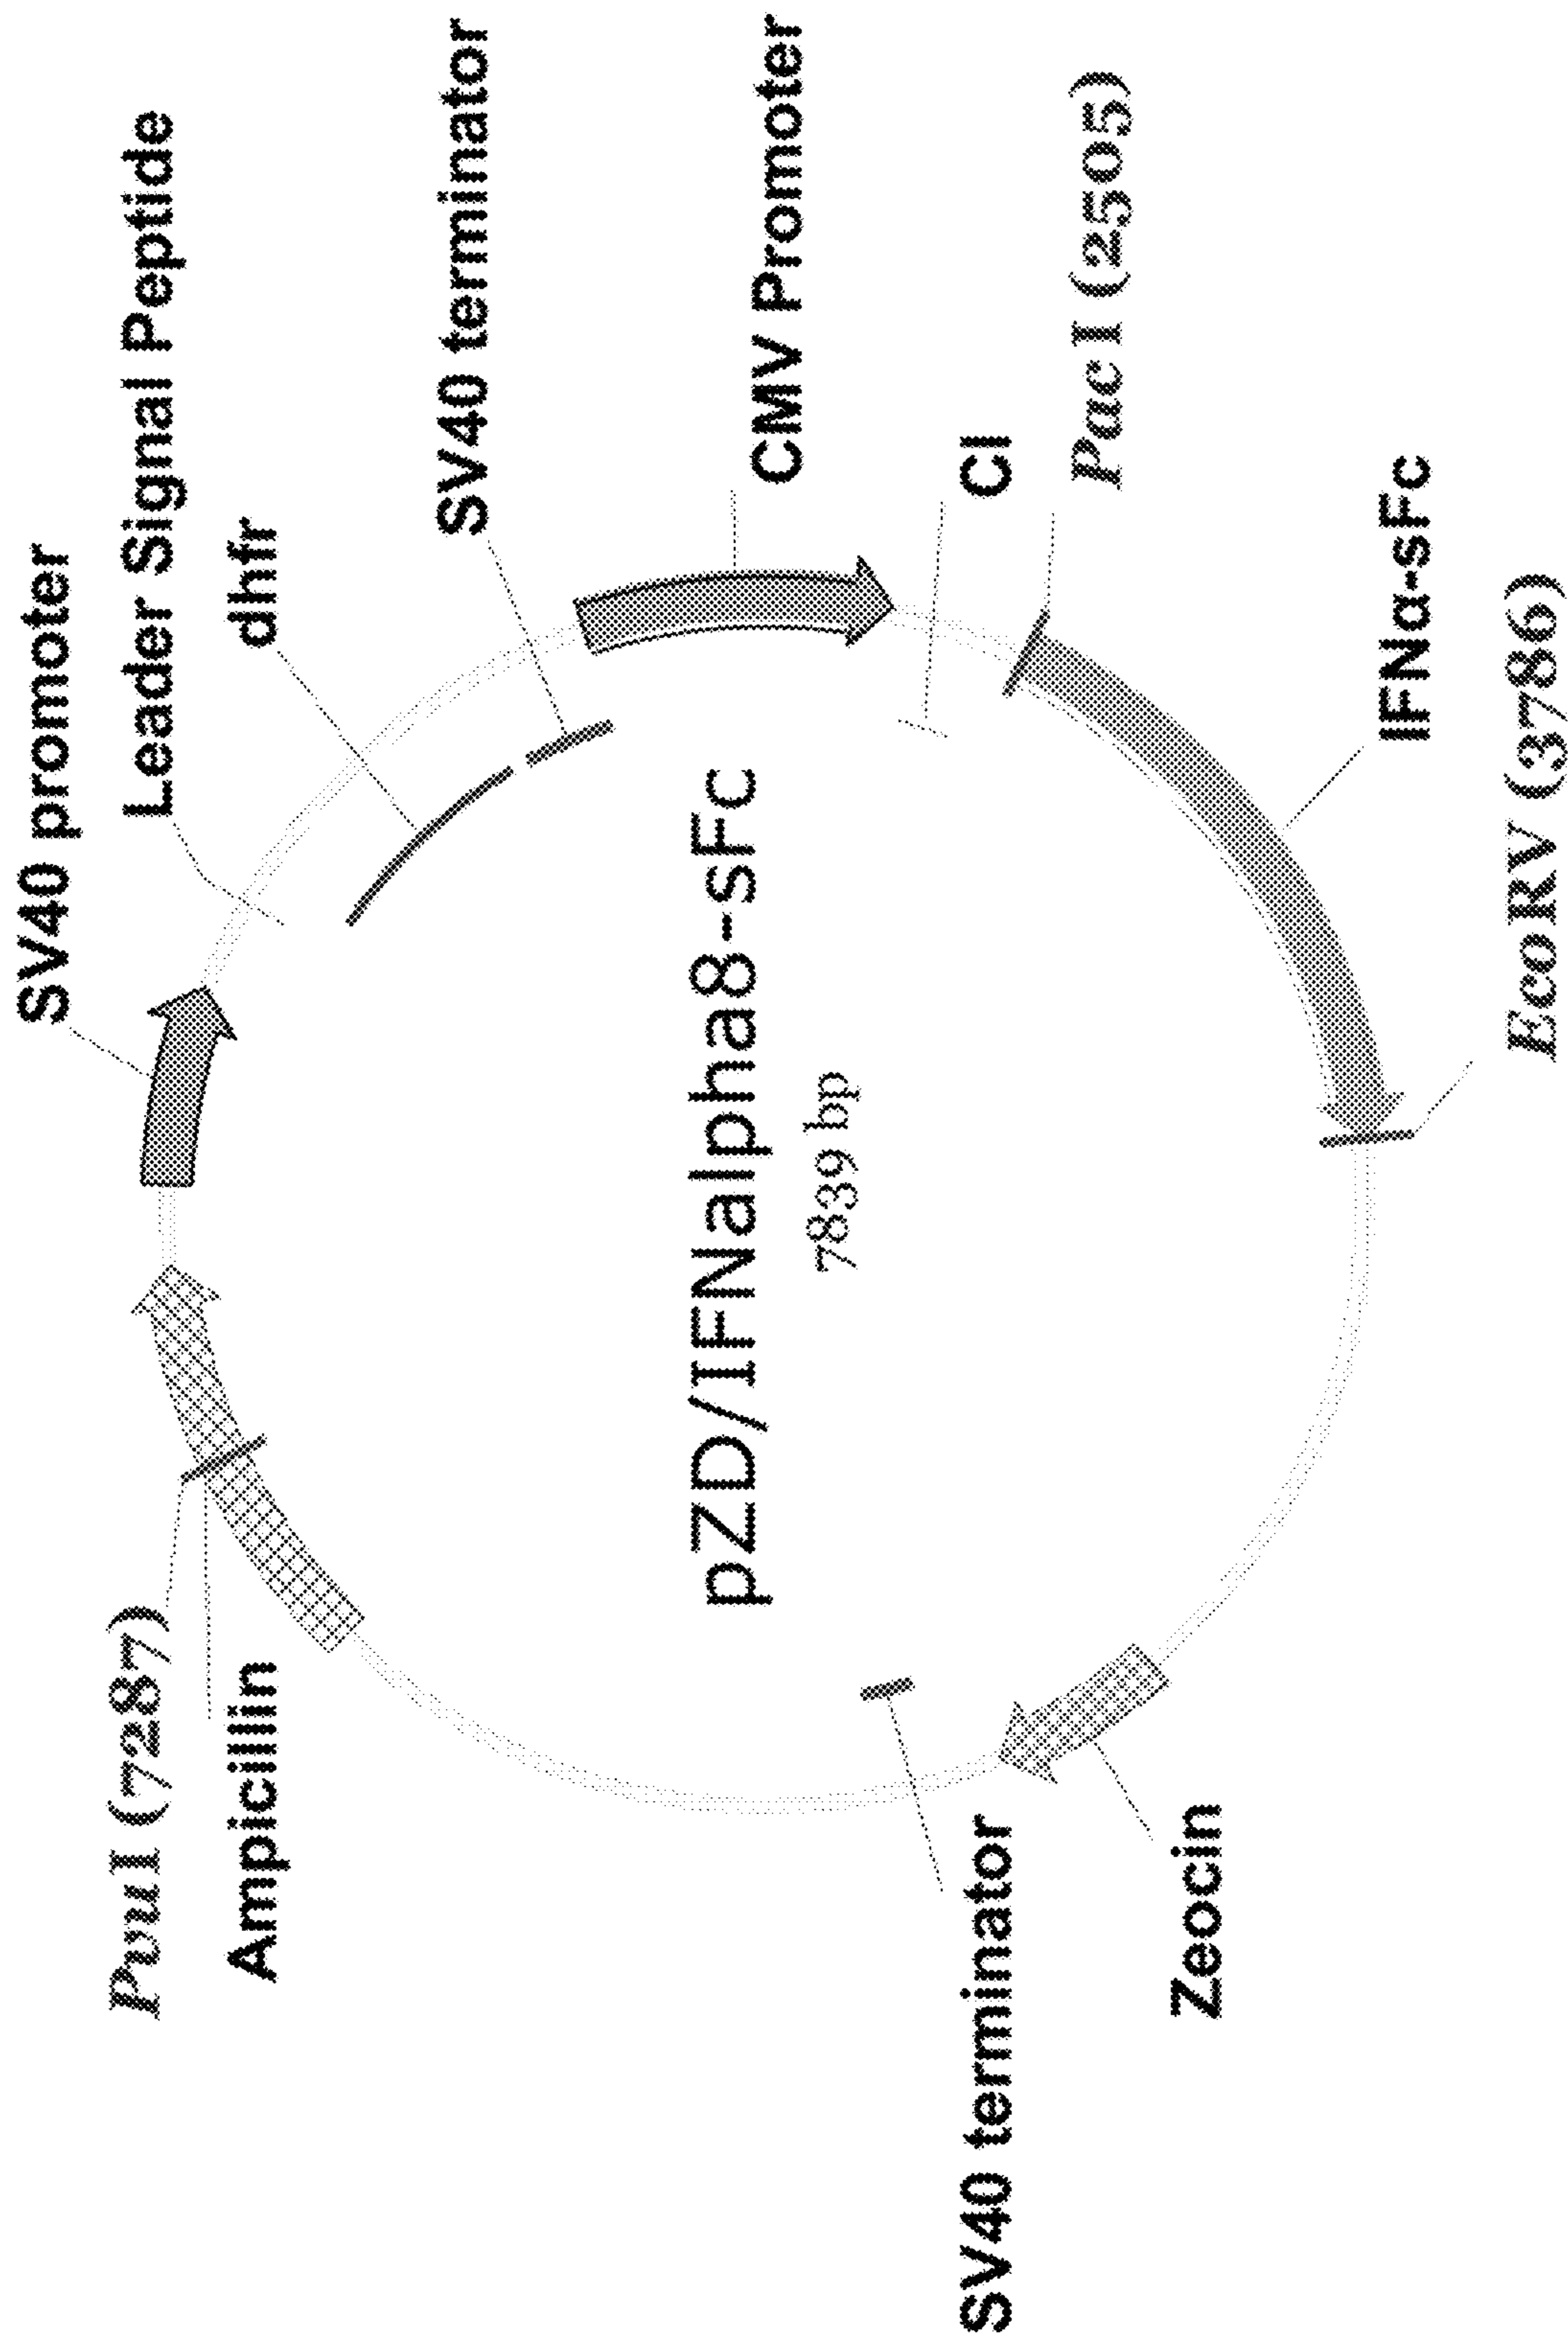 SV40 promoter
Leader Signal Peptide
dhfr
SV40 terminator
CMV Promoter
CI
PacI (2505)
IFNα-sFc
EcoRV (3786)
pZD/IFNalpha8-sFc
7839 bp
PvuI (7287)
Ampicillin
SV40 terminator
Zeocin